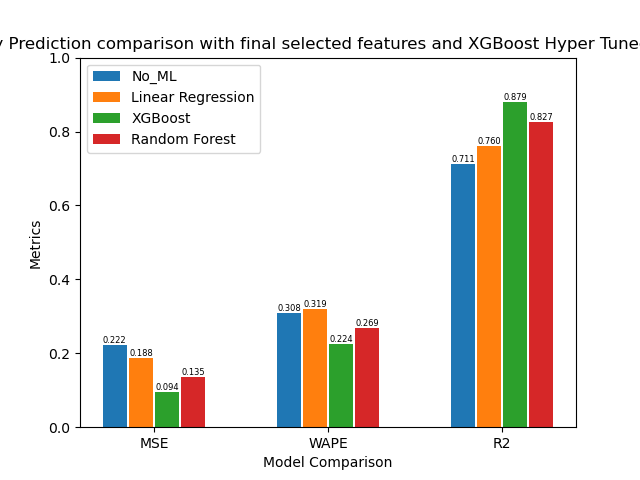 Prediction comparison with final selected features and XGBoost Hyper
1.0
0.8
0.6
0.4
0.2
0.0
Metrics
No_ML
Linear Regression
XGBoost
Random Forest
0.222
0.188
0.094
0.135
0.308
0.319
0.224
0.269
0.711
0.760
0.879
0.827
MSE
WAPE
R2
Model Comparison